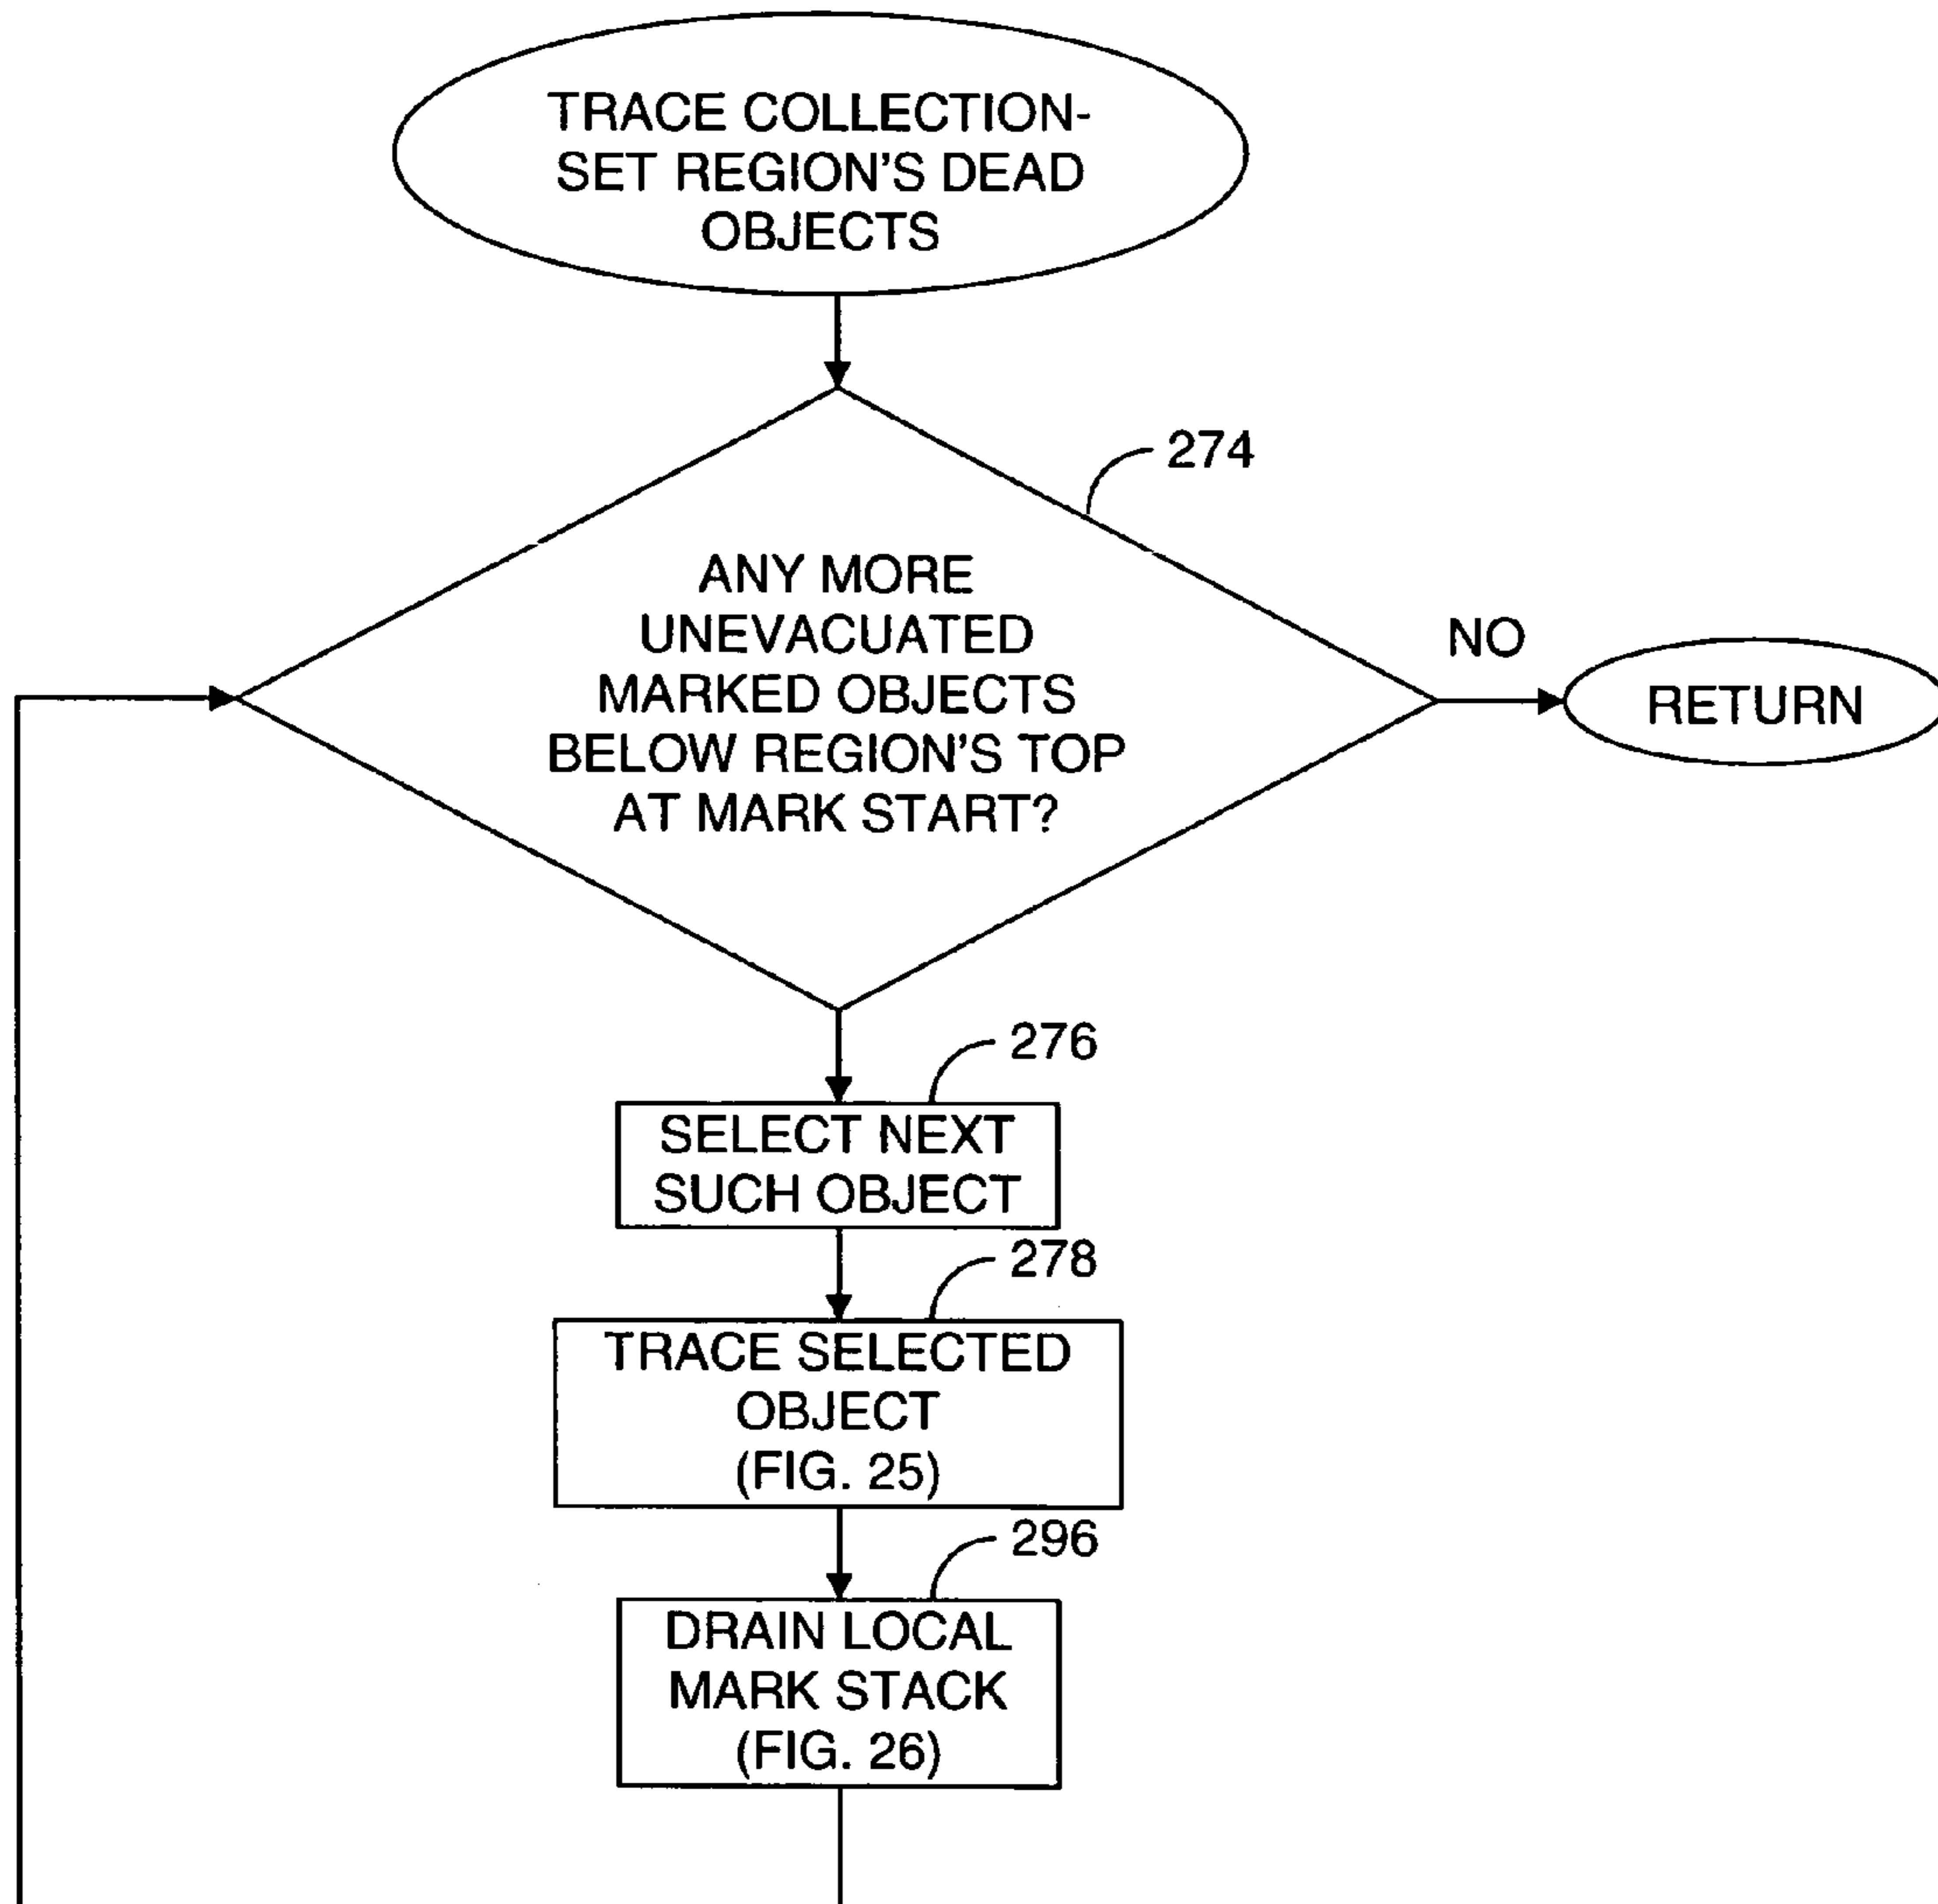 TRACE COLLECTION-
SET REGION'S DEAD
OBJECTS
274
ANY MORE
UNEVACUATED
MARKED OBJECTS
BELOW REGION'S TOP
AT MARK START?
NO
RETURN
276
SELECT NEXT
SUCH OBJECT
278
TRACE SELECTED
OBJECT
(FIG. 25)
296
DRAIN LOCAL
MARK STACK
(FIG. 26)